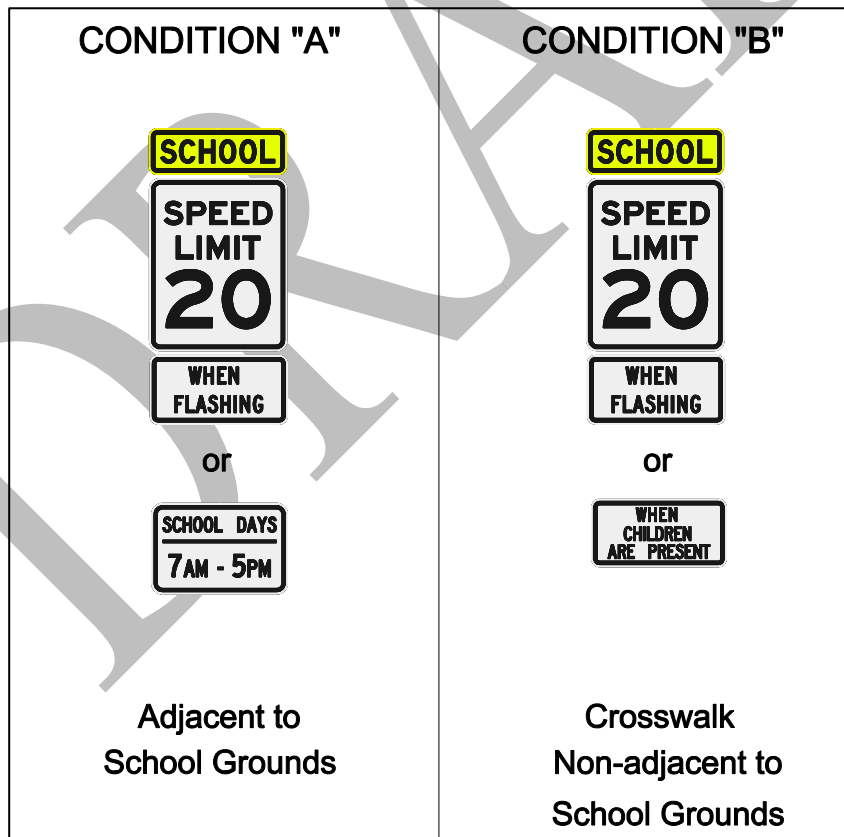 CONDITION "A"
SCHOOL
SPEED
LIMIT
20
WHEN
FLASHING
or
SCHOOL DAYS
7AM - 5PM
Adjacent to
School Grounds
CONDITION "B"
SCHOOL
SPEED
LIMIT
20
WHEN
FLASHING
or
WHEN
CHILDREN
ARE PRESENT
Crosswalk
Non-adjacent to
School Grounds